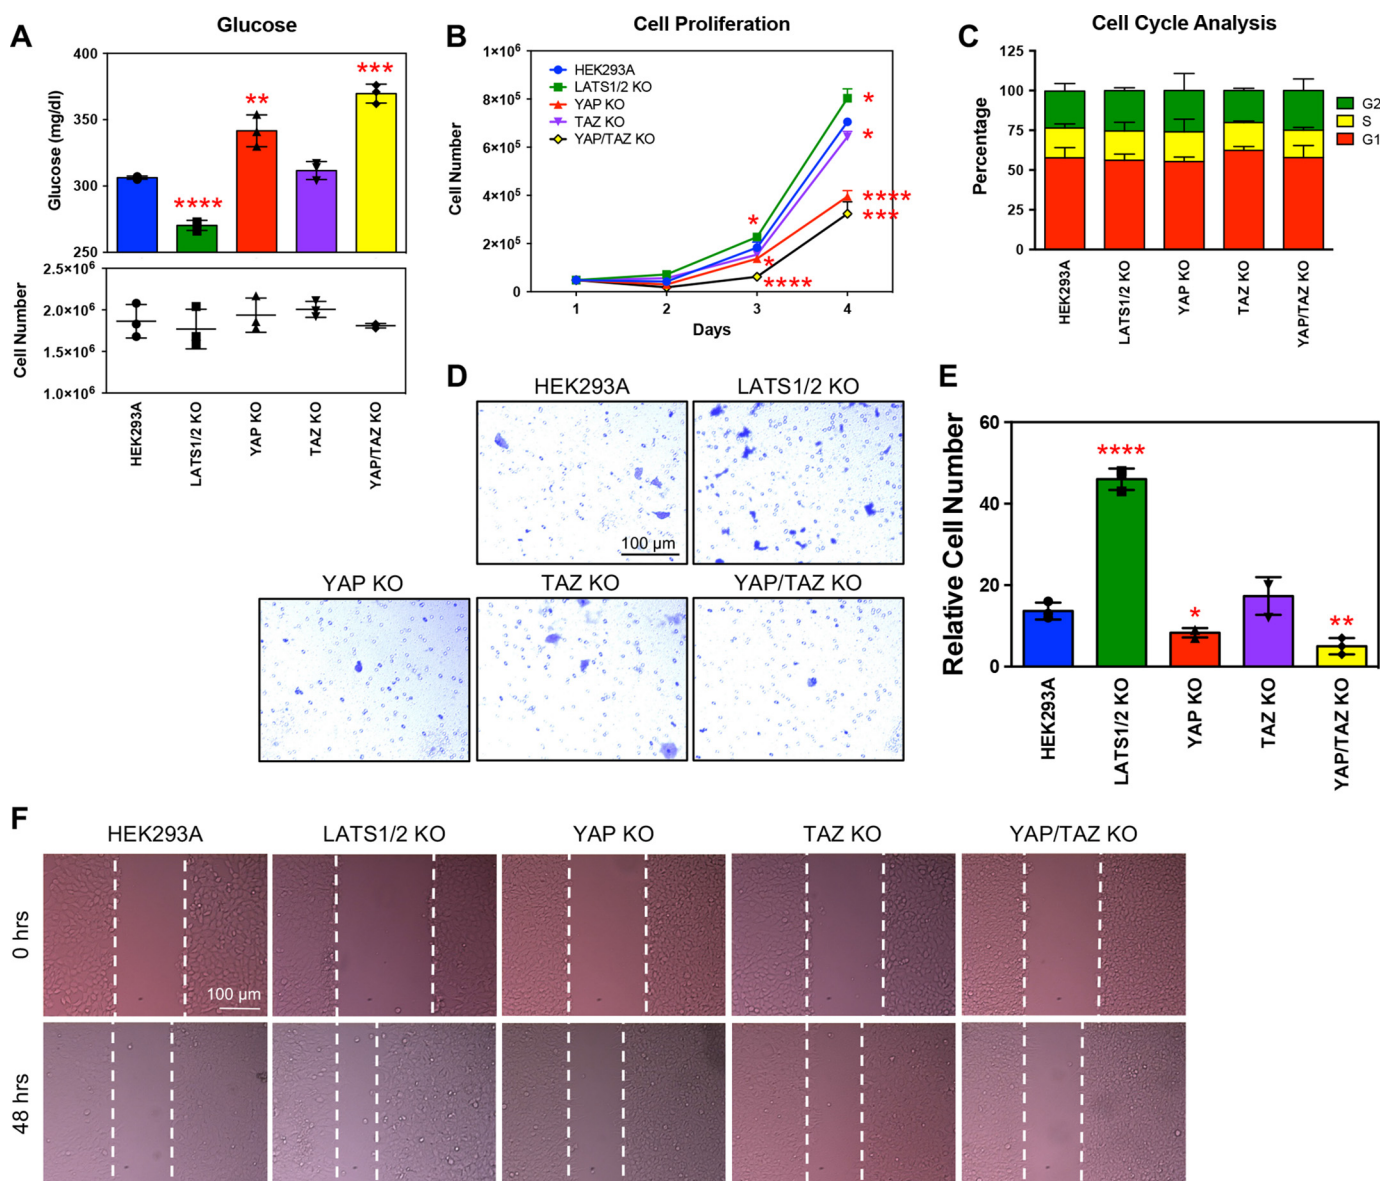 A
Glucose
400
350
300
250
Glucose (mg/dl)
**
***
****
2.5×10⁶
2.0×10⁶
1.5×10⁶
1.0×10⁶
Cell Number
HEK293A
LATS1/2 KO
YAP KO
TAZ KO
YAP/TAZ KO
B
Cell Proliferation
1×10⁶
8×10⁵
6×10⁵
4×10⁵
2×10⁵
0
Cell Number
HEK293A
LATS1/2 KO
YAP KO
TAZ KO
YAP/TAZ KO
*
*
****
***
*
*
****
1 2 3 4
Days
C
Cell Cycle Analysis
125
100
75
50
25
0
Percentage
G2
S
G1
HEK293A
LATS1/2 KO
YAP KO
TAZ KO
YAP/TAZ KO
D
HEK293A
LATS1/2 KO
100 µm
YAP KO
TAZ KO
YAP/TAZ KO
E
60
40
20
0
Relative Cell Number
****
*
**
HEK293A
LATS1/2 KO
YAP KO
TAZ KO
YAP/TAZ KO
F
HEK293A
LATS1/2 KO
YAP KO
TAZ KO
YAP/TAZ KO
0 hrs
100 µm
48 hrs